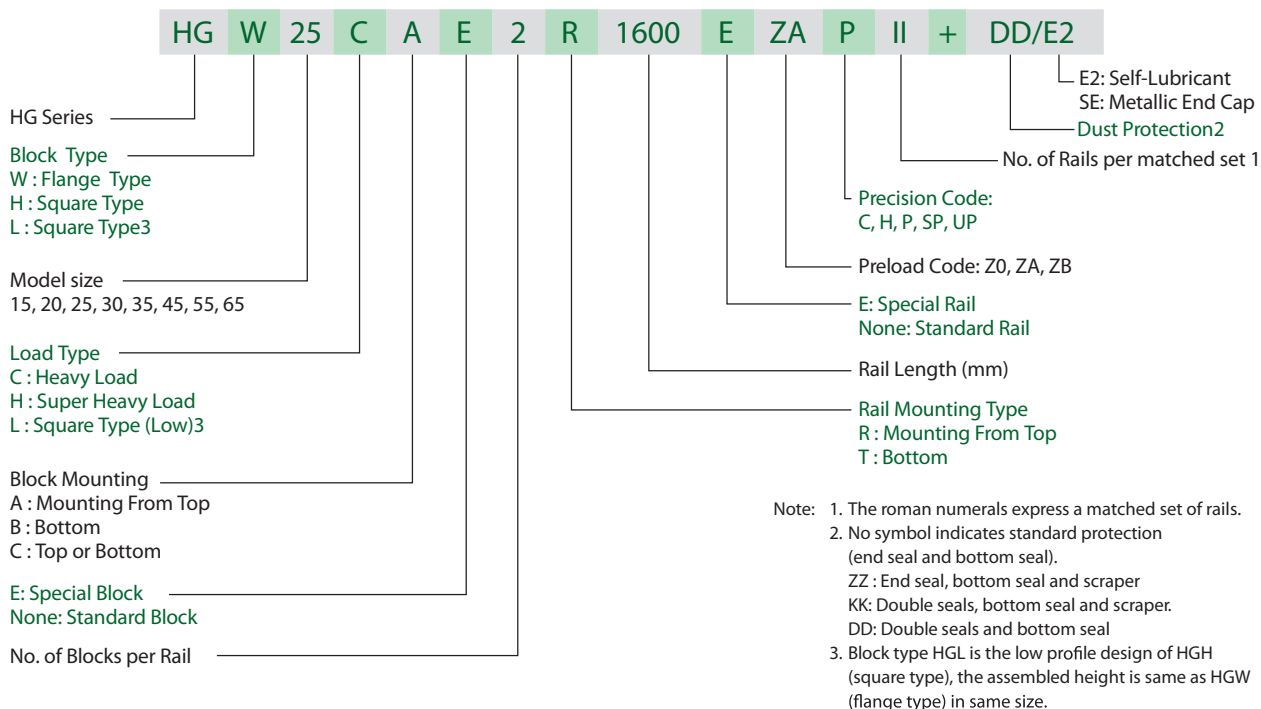 HG W 25 C A E 2 R 1600 E ZA P II + DD/E2
HG Series
Block Type
W : Flange Type
H : Square Type
L : Square Type3
Model size
15, 20, 25, 30, 35, 45, 55, 65
Load Type
C : Heavy Load
H : Super Heavy Load
L : Square Type (Low)3
Block Mounting
A : Mounting From Top
B : Bottom
C : Top or Bottom
E: Special Block
None: Standard Block
No. of Blocks per Rail
E2: Self-Lubricant
SE: Metallic End Cap
Dust Protection2
No. of Rails per matched set 1
Precision Code:
C, H, P, SP, UP
Preload Code: Z0, ZA, ZB
E: Special Rail
None: Standard Rail
Rail Length (mm)
Rail Mounting Type
R : Mounting From Top
T : Bottom
Note: 1. The roman numerals express a matched set of rails.
2. No symbol indicates standard protection
(end seal and bottom seal).
ZZ : End seal, bottom seal and scraper
KK: Double seals, bottom seal and scraper.
DD: Double seals and bottom seal
3. Block type HGL is the low profile design of HGH
(square type), the assembled height is same as HGW
(flange type) in same size.